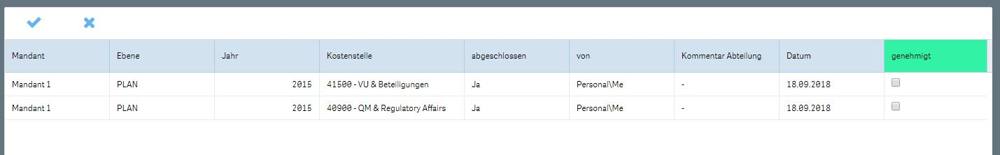 Mandant Ebene Jahr Kostenstelle abgeschlossen von Kommentar Abteilung Datum genehmigt
Mandant 1 PLAN 2015 41500 - VU & Beteiligungen Ja Personal\Me - 18.09.2018
Mandant 1 PLAN 2015 40900 - QM & Regulatory Affairs Ja Personal\Me - 18.09.2018